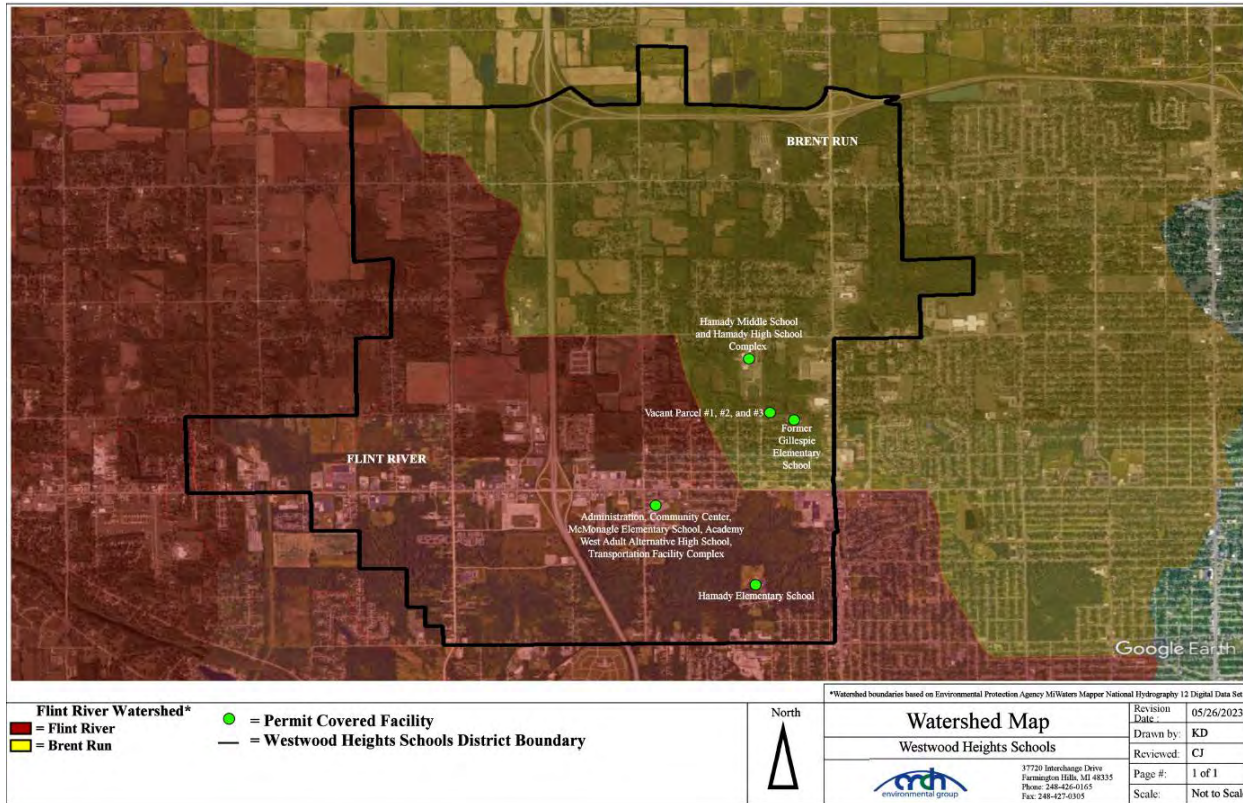 BRENT RUN
Hamady Middle School
and Hamady High School
Complex
Vacant Parcel #1, #2, and #3
Former
Gillespie
Elementary
School
FLINT RIVER
Administration, Community Center,
McMonagle Elementary School, Academy
West Adult Alternative High School,
Transportation Facility Complex
Hamady Elementary School
Google Earth
*Watershed boundaries based on Environmental Protection Agency MiWaters Mapper National Hydrography 12 Digital Data Set
Flint River Watershed*
= Flint River
= Brent Run
= Permit Covered Facility
= Westwood Heights Schools District Boundary
North
Watershed Map
Westwood Heights Schools
environmental group
37720 Interchange Drive
Farmington Hills, MI 48335
Phone: 248-426-0165
Fax: 248-427-0305
Revision Date : 05/26/2023
Drawn by: KD
Reviewed: CJ
Page #: 1 of 1
Scale: Not to Scale